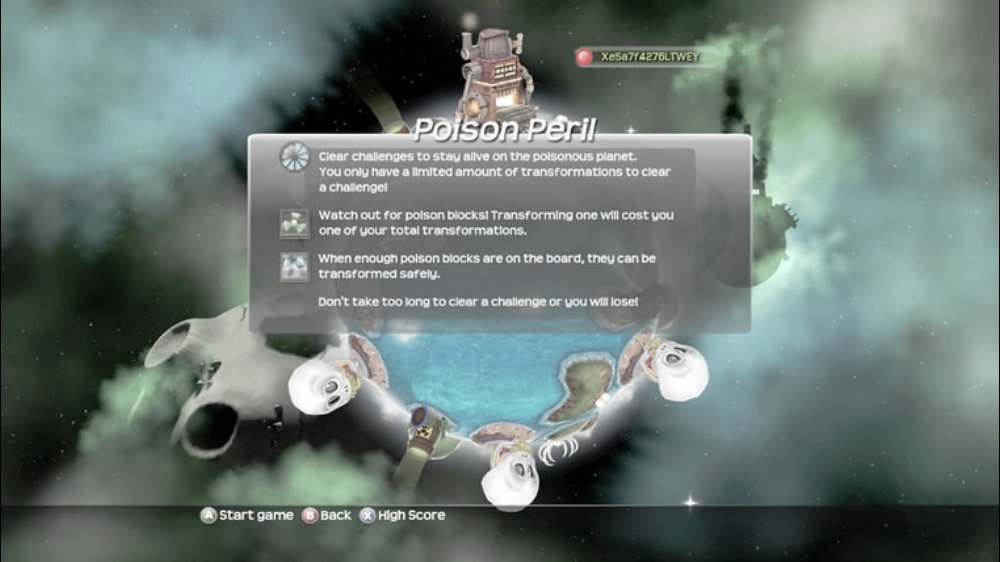 XeSa7f4276LTWEY
Poison Peril
Clear challenges to stay alive on the poisonous planet.
You only have a limited amount of transformations to clear
a challenge!
Watch out for poison blocks! Transforming one will cost you
one of your total transformations.
When enough poison blocks are on the board, they can be
transformed safely.
Don't take too long to clear a challenge or you will lose!
A Start game B Back X High Score